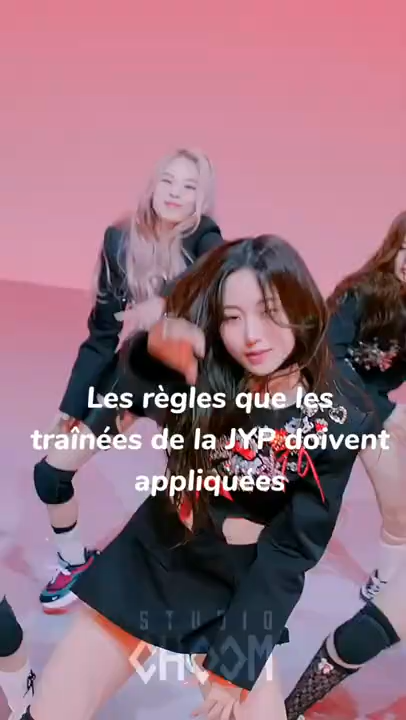 Les règles que les
traînées de la JYP doivent
appliquées
STUDIO
CHOOM